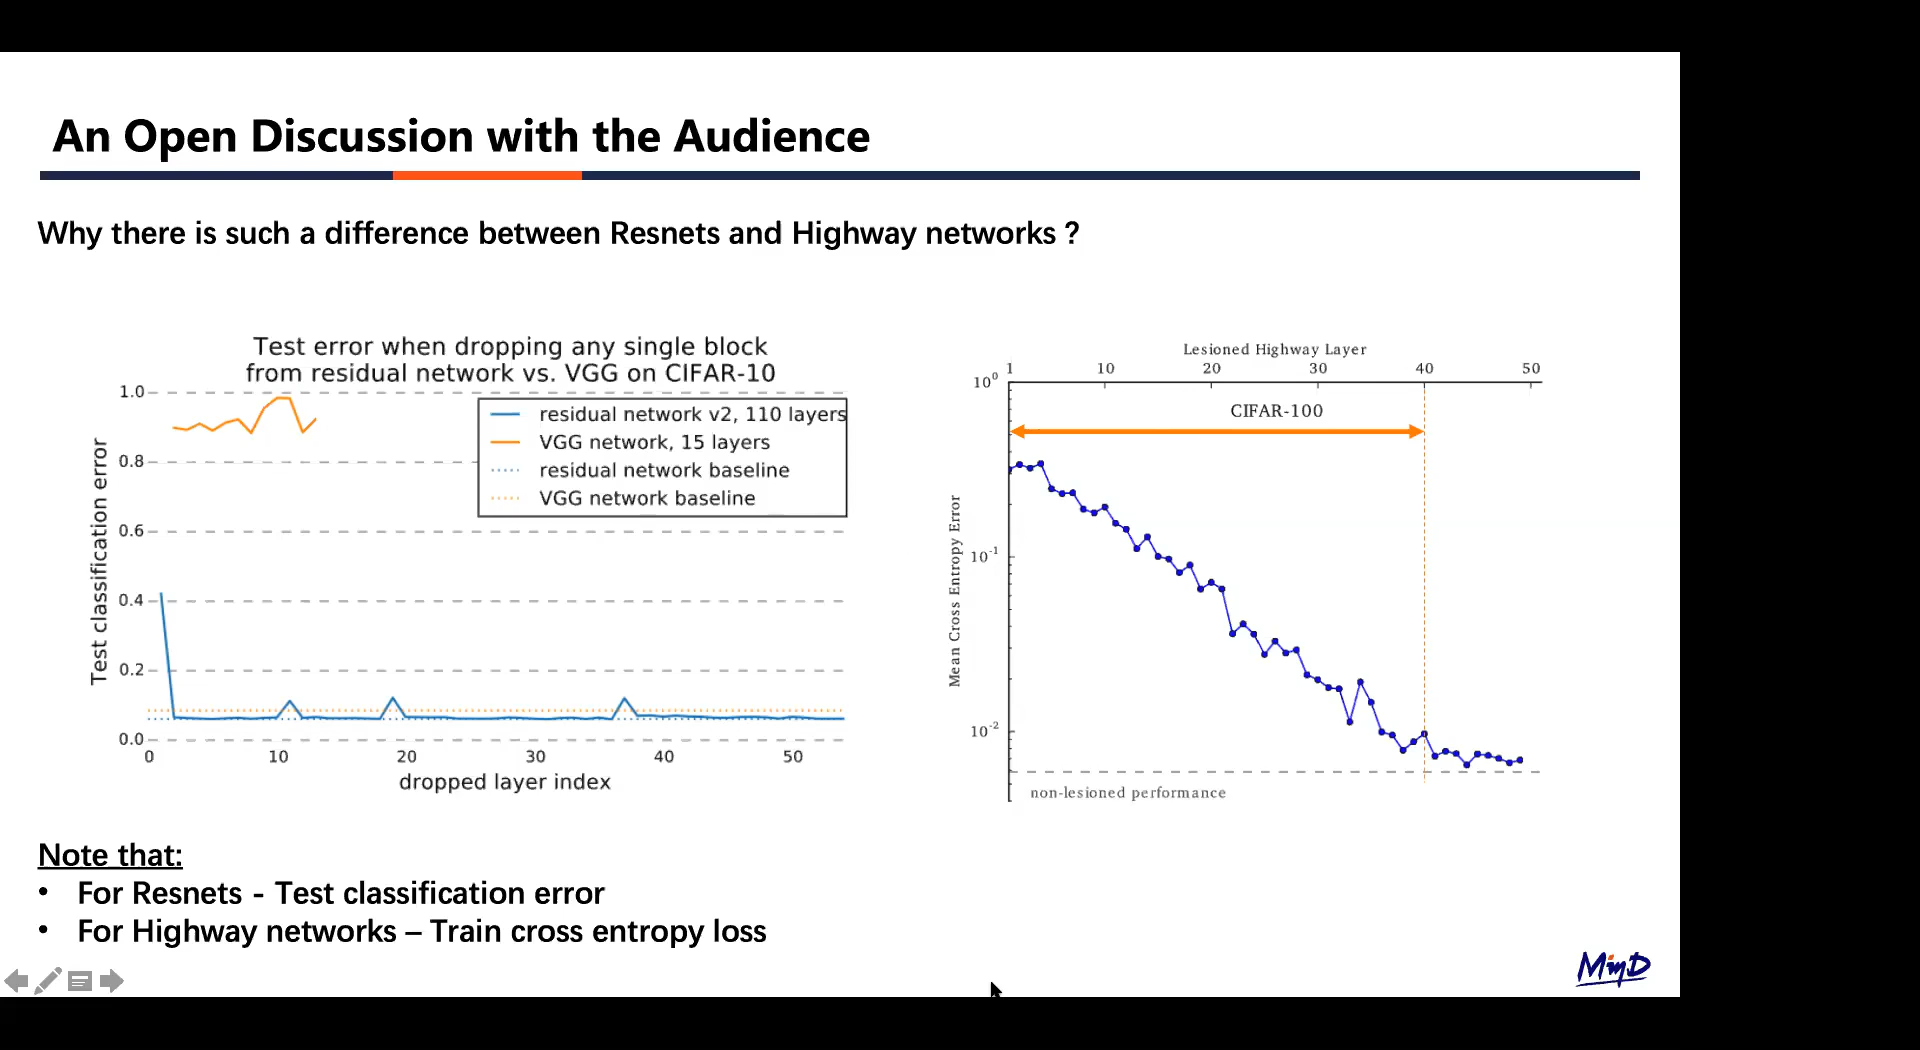 An Open Discussion with the Audience
Why there is such a difference between Resnets and Highway networks ?
Test error when dropping any single block
from residual network vs. VGG on CIFAR-10
1.0
0.8
0.6
0.4
0.2
0.0
Test classification error
residual network v2, 110 layers
VGG network, 15 layers
residual network baseline
VGG network baseline
0 10 20 30 40 50
dropped layer index
Lesioned Highway Layer
1 10 20 30 40 50
10^0
10^-1
10^-2
Mean Cross Entropy Error
CIFAR-100
non-lesioned performance
Note that:
• For Resnets - Test classification error
• For Highway networks – Train cross entropy loss
MinD